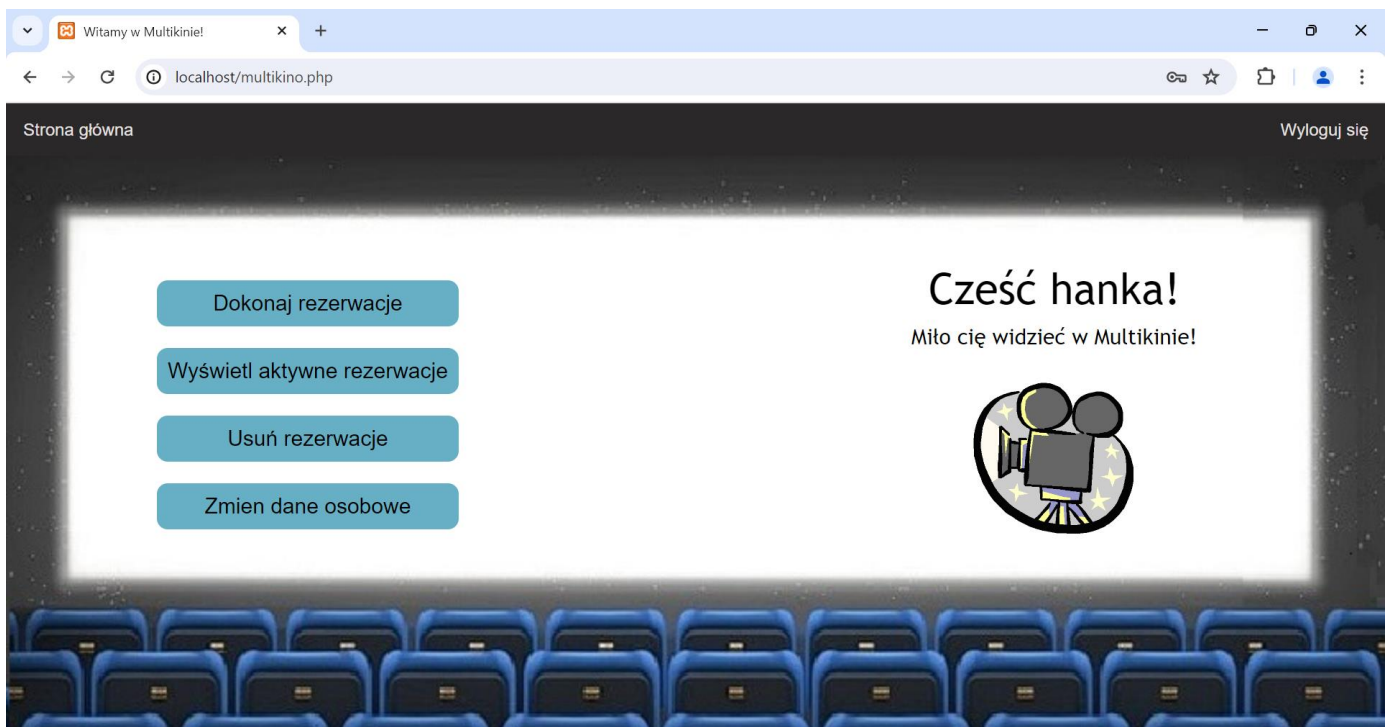 Witamy w Multikinie!
localhost/multikino.php
Strona główna
Wyloguj się
Dokonaj rezerwacje
Wyświetl aktywne rezerwacje
Usuń rezerwacje
Zmien dane osobowe
Cześć hanka!
Miło cię widzieć w Multikinie!